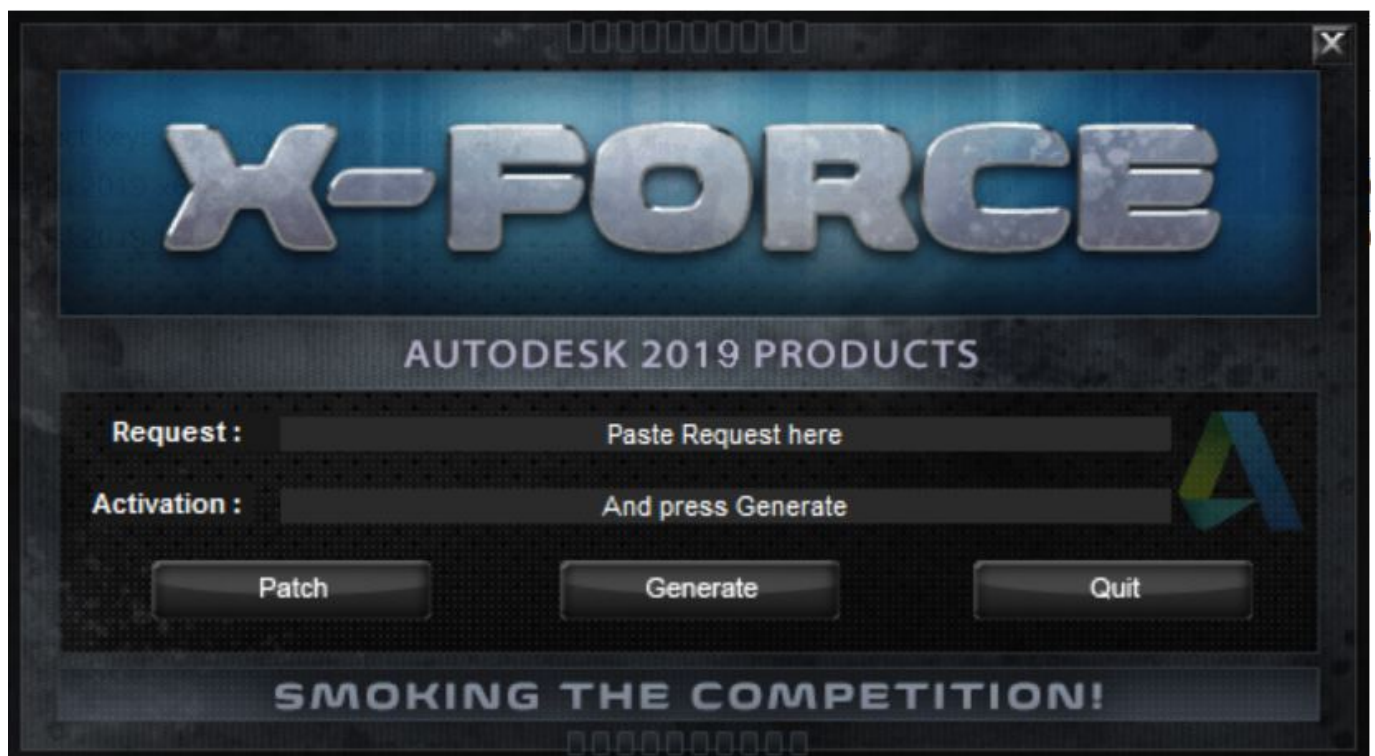 X
X-FORCE
AUTODESK 2019 PRODUCTS
Request :
Paste Request here
Activation :
And press Generate
Patch
Generate
Quit
SMOKING THE COMPETITION!